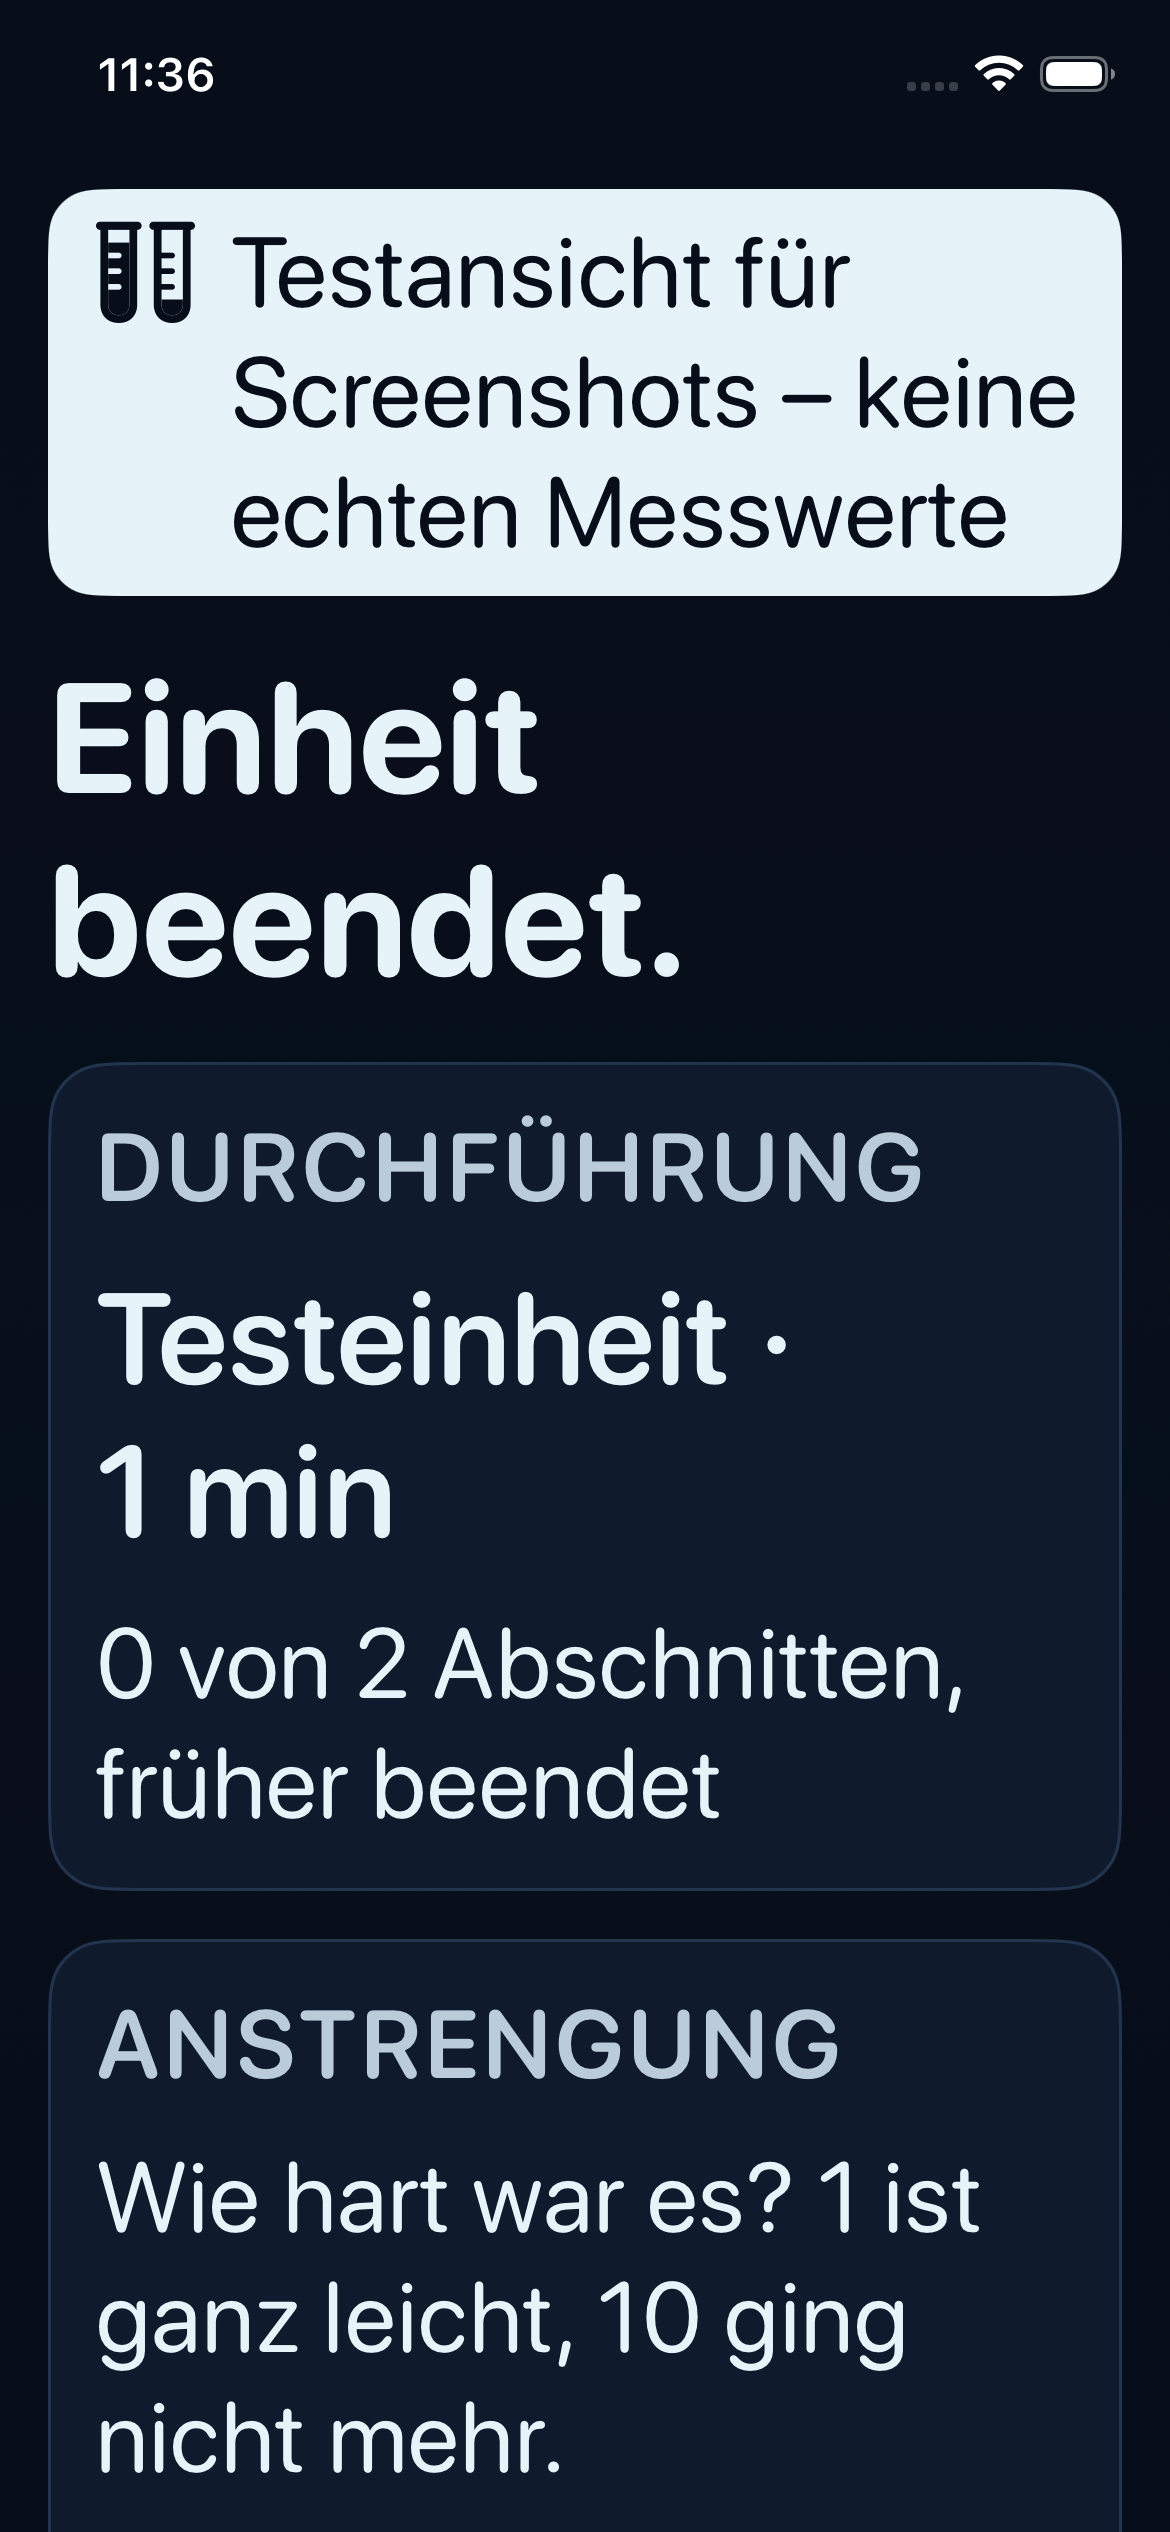 11:36
Testansicht für
Screenshots – keine
echten Messwerte
Einheit
beendet.
DURCHFÜHRUNG
Testeinheit ·
1 min
0 von 2 Abschnitten,
früher beendet
ANSTRENGUNG
Wie hart war es? 1 ist
ganz leicht, 10 ging
nicht mehr.